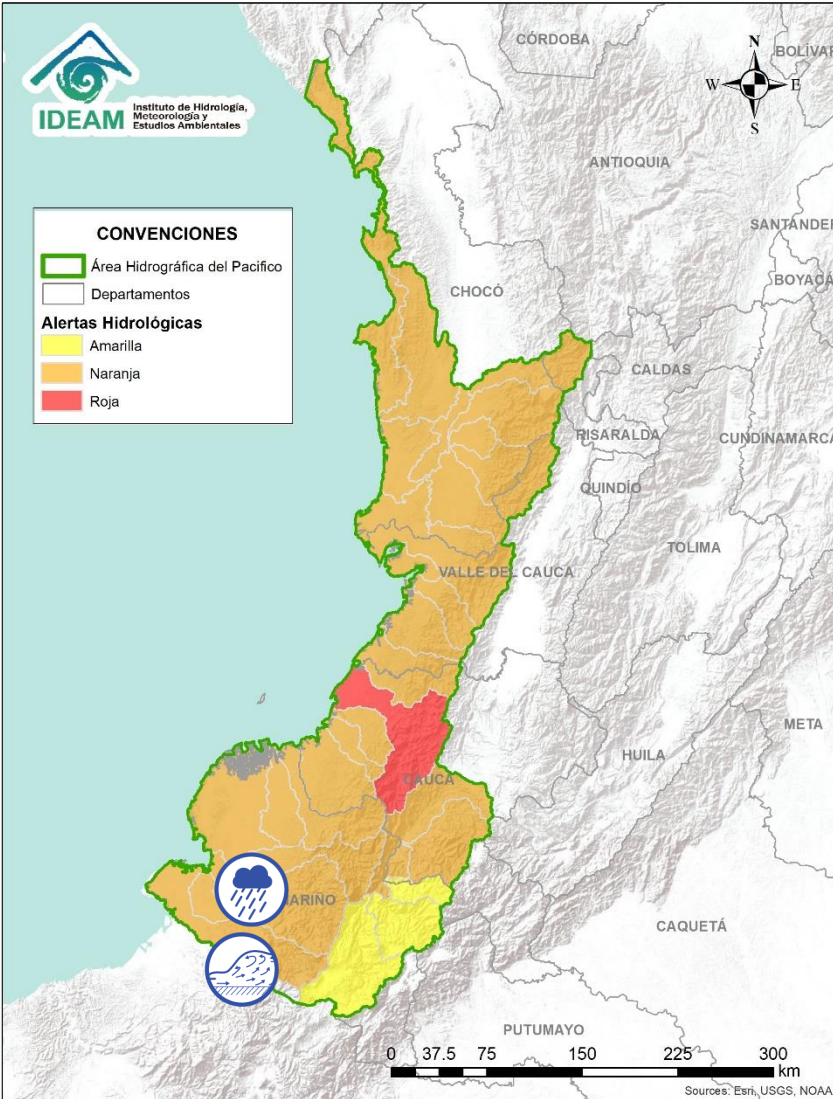 IDEAM
Instituto de Hidrología,
Meteorología y
Estudios Ambientales
CÓRDOBA
BOLÍVAR
N
W
E
S
ANTIOQUIA
SANTANDER
BOYACÁ
CONVENCIONES
Área Hidrográfica del Pacifico
Departamentos
Alertas Hidrológicas
Amarilla
Naranja
Roja
CHOCÓ
CALDAS
RISARALDA
CUNDINAMARCA
QUINDÍO
TOLIMA
VALLE DEL CAUCA
META
HUILA
CAUCA
ARIÑO
CAQUETÁ
PUTUMAYO
0 37.5 75 150 225 300
km
Sources: Esri, USGS, NOAA